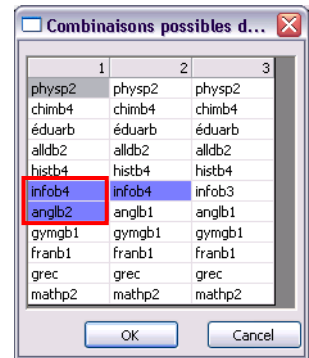 Combinaisons possibles d...
1 2 3
physp2 physp2 physp2
chimb4 chimb4 chimb4
éduarb éduarb éduarb
alldb2 alldb2 alldb2
histb4 histb4 histb4
infob4 infob4 infob3
anglb2 anglb1 anglb1
gymgb1 gymgb1 gymgb1
franb1 franb1 franb1
grec grec grec
mathp2 mathp2 mathp2
OK Cancel